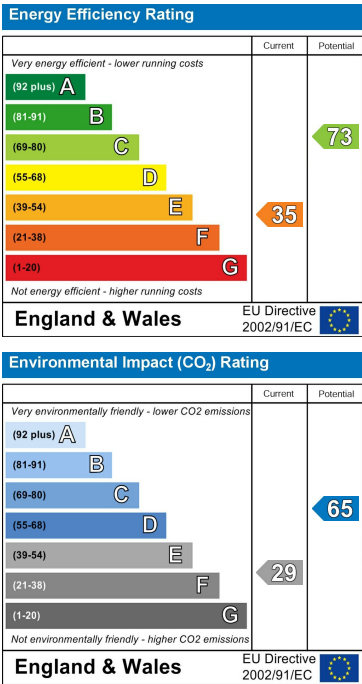 Energy Efficiency Rating
Current Potential
Very energy efficient - lower running costs
(92 plus) A
(81-91) B
(69-80) C
73
(55-68) D
(39-54) E
35
(21-38) F
(1-20) G
Not energy efficient - higher running costs
England & Wales
EU Directive
2002/91/EC
Environmental Impact (CO₂) Rating
Current Potential
Very environmentally friendly - lower CO2 emissions
(92 plus) A
(81-91) B
(69-80) C
(55-68) D
65
(39-54) E
29
(21-38) F
(1-20) G
Not environmentally friendly - higher CO2 emissions
England & Wales
EU Directive
2002/91/EC